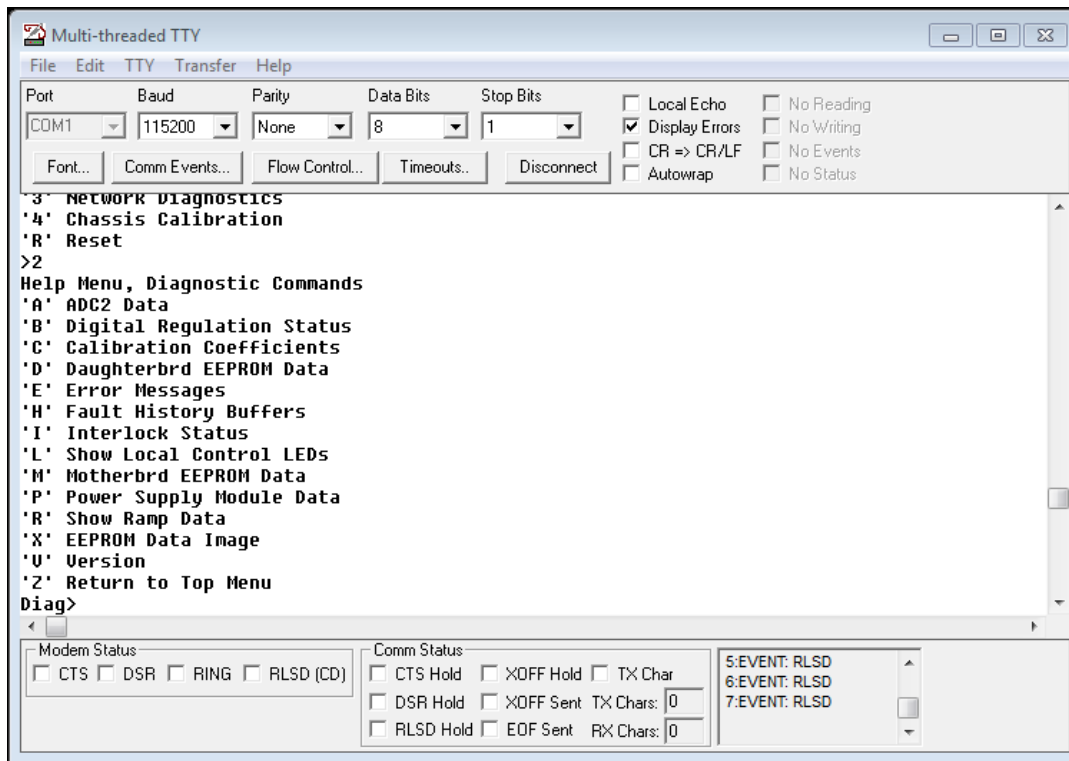 Multi-threaded TTY
File Edit TTY Transfer Help
Port Baud Parity Data Bits Stop Bits
COM1 115200 None 8 1
Font... Comm Events... Flow Control... Timeouts.. Disconnect
Local Echo No Reading
Display Errors No Writing
CR => CR/LF No Events
Autowrap No Status
'3' Network Diagnostics
'4' Chassis Calibration
'R' Reset
>2
Help Menu, Diagnostic Commands
'A' ADC2 Data
'B' Digital Regulation Status
'C' Calibration Coefficients
'D' Daughterbrd EEPROM Data
'E' Error Messages
'H' Fault History Buffers
'I' Interlock Status
'L' Show Local Control LEDs
'M' Motherbrd EEPROM Data
'P' Power Supply Module Data
'R' Show Ramp Data
'X' EEPROM Data Image
'V' Version
'Z' Return to Top Menu
Diag>
Modem Status
CTS DSR RING RLSD (CD)
Comm Status
CTS Hold XOFF Hold TX Char
DSR Hold XOFF Sent TX Chars: 0
RLSD Hold EOF Sent RX Chars: 0
5:EVENT: RLSD
6:EVENT: RLSD
7:EVENT: RLSD